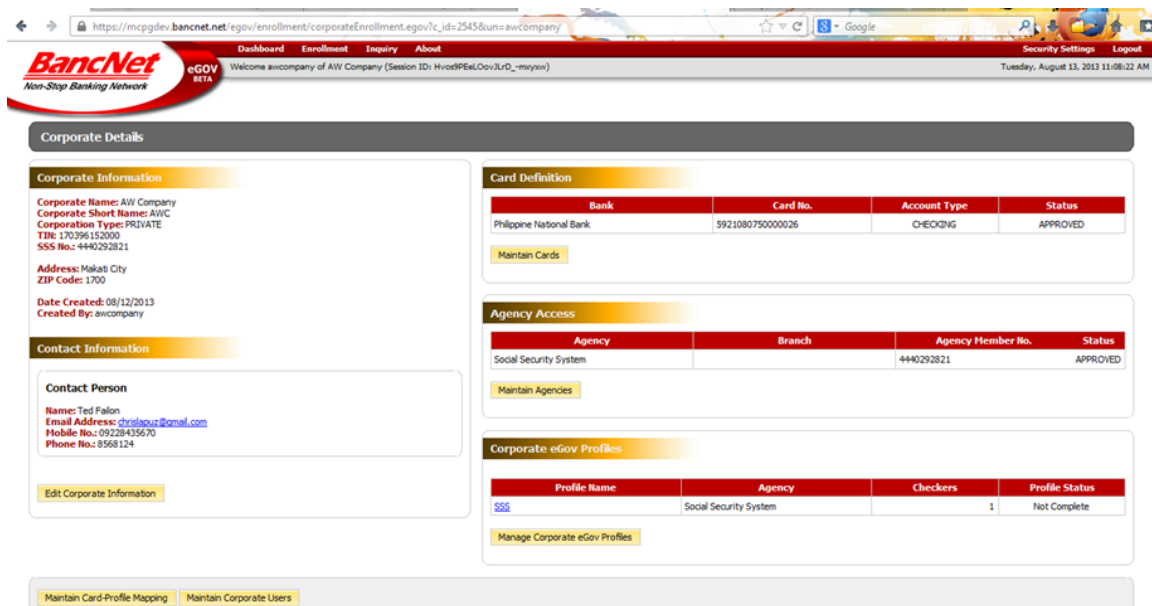 https://mcpgdev.bancnet.net/egov/enrollment/corporateEnrollment.egov?c_id=2545&un=awcompany
Google
BancNet
Non-Stop Banking Network
eGOV
BETA
Dashboard Enrollment Inquiry About
Security Settings Logout
Welcome awcompany of AW Company (Session ID:
Tuesday, August 13, 2013 11:08:22 AM
Corporate Details
Corporate Information
Corporate Name: AW Company
Corporate Short Name: AWC
Corporation Type: PRIVATE
TIN: 170396152000
SSS No.: 4440292821
Address: Makati City
ZIP Code: 1700
Date Created: 08/12/2013
Created By: awcompany
Contact Information
Contact Person
Name: Ted Failon
Email Address: chrislapuz@gmail.com
Mobile No.: 09228435670
Phone No.: 8568124
Edit Corporate Information
Card Definition
Bank Card No. Account Type Status
Philippine National Bank 5921080750000026 CHECKING APPROVED
Maintain Cards
Agency Access
Agency Branch Agency Member No. Status
Social Security System 4440292821 APPROVED
Maintain Agencies
Corporate eGov Profiles
Profile Name Agency Checkers Profile Status
SSS Social Security System 1 Not Complete
Manage Corporate eGov Profiles
Maintain Card-Profile Mapping Maintain Corporate Users